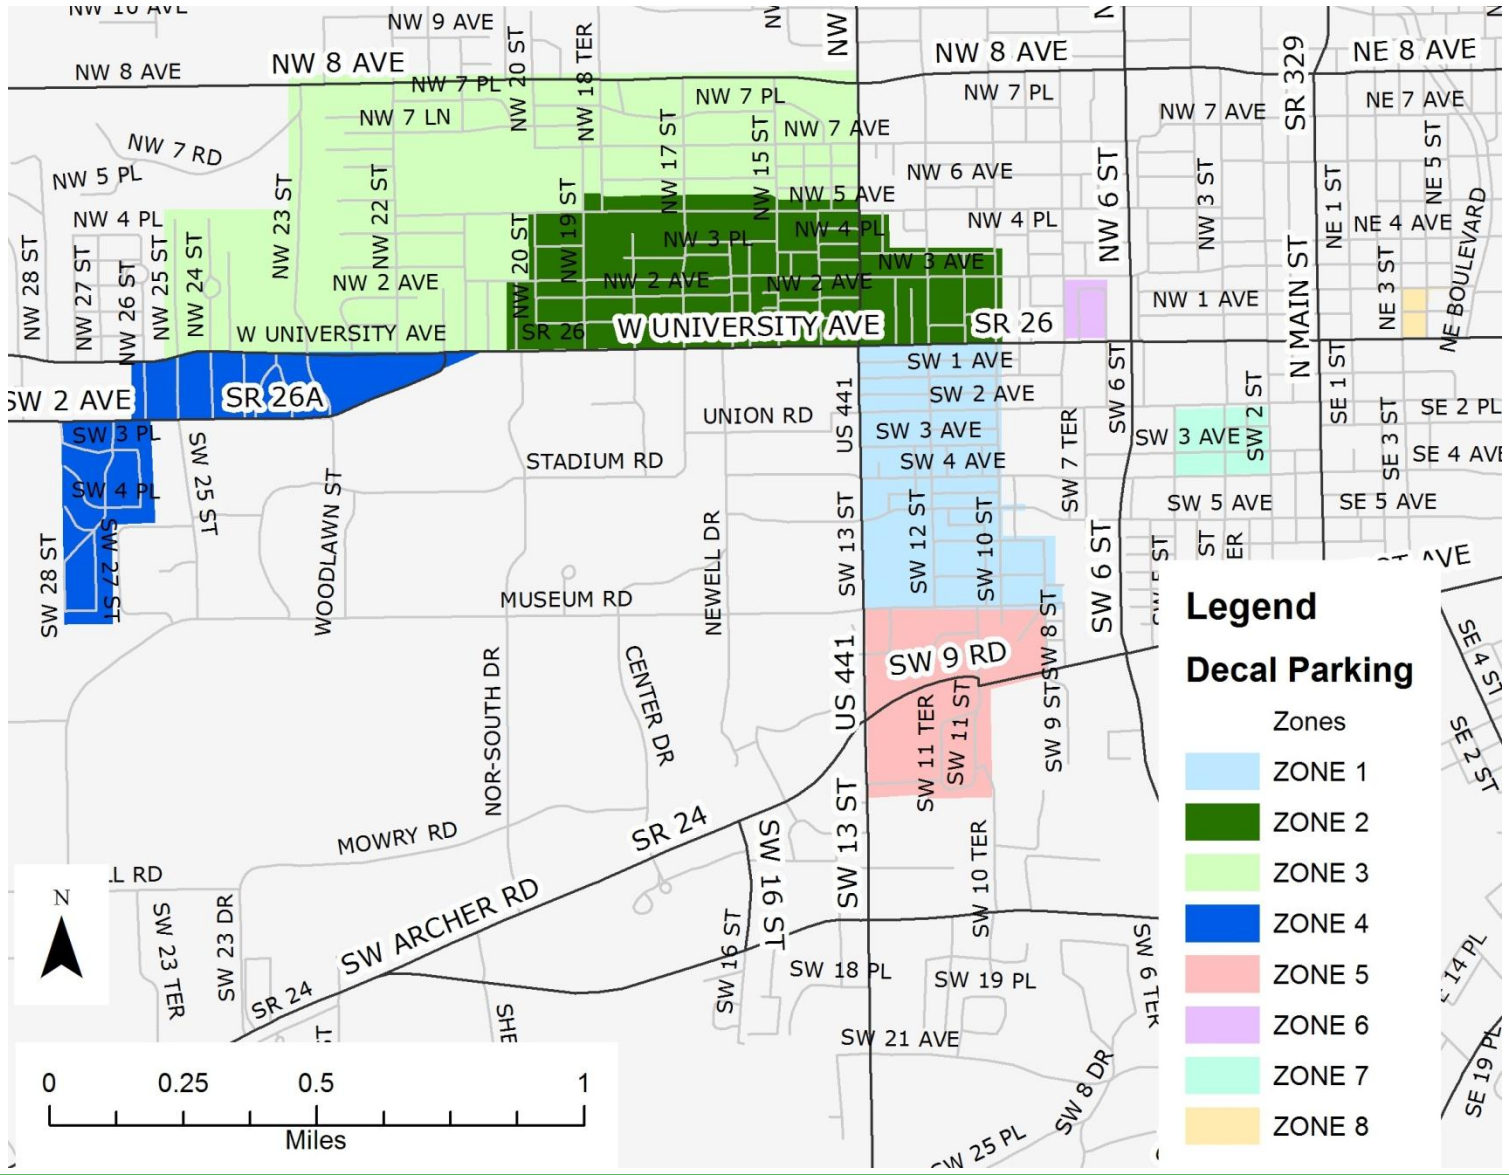 NW 10 AVE
NW 9 AVE
NW 20 ST
NW 18 TER
NW
NW
N
SR 329
NE 8 AVE
NW 8 AVE
NW 8 AVE
NW 8 AVE
NW 7 PL
NW 7 PL
NW 7 PL
NE 7 AVE
NW 7 LN
NW 7 AVE
NW 7 AVE
NW 7 RD
NW 17 ST
NW 15 ST
NE 5 ST
NW 5 PL
NW 6 AVE
NW 6 ST
NW 3 ST
NE 1 ST
NW 23 ST
NW 22 ST
NW 19 ST
NW 5 AVE
NW 4 PL
NW 4 PL
NW 4 PL
NE 4 AVE
NE BOULEVARD
NW 28 ST
NW 27 ST
NW 26 ST
NW 25 ST
NW 24 ST
NW 20 ST
NW 3 PL
NW 3 AVE
N MAIN ST
NE 3 ST
NW 2 AVE
NW 2 AVE
NW 2 AVE
NW 1 AVE
W UNIVERSITY AVE
SR 26
W UNIVERSITY AVE
SR 26
SW 1 AVE
SW 6 ST
SW 2 ST
SE 1 ST
SW 2 AVE
SR 26A
UNION RD
US 441
SW 2 AVE
SW 7 TER
SE 3 ST
SE 2 PL
SW 3 PL
SW 25 ST
SW 3 AVE
SW 3 AVE
STADIUM RD
SW 4 AVE
SE 4 AVE
SW 4 PL
WOODLAWN ST
SW 13 ST
SW 12 ST
SW 10 ST
SW 5 AVE
SE 5 AVE
SW 28 ST
SW 27 ST
NEWELL DR
SW 6 ST
SW 5 ST
ST
ER
AVE
MUSEUM RD
SW 8 ST
SE 4 ST
NOR-SOUTH DR
CENTER DR
US 441
SW 9 RD
SW 11 TER
SW 11 ST
SW 9 ST
SE 2 ST
MOWRY RD
SR 24
SW 13 ST
SW 16 ST
SW 10 TER
LL RD
SW 23 TER
SW 23 DR
SW ARCHER RD
SW 16 ST
SW 18 PL
SW 19 PL
SW 6 TER
14 PL
SR 24
ST
SHE
SW 21 AVE
SW 8 DR
SW 25 PL
SE 19 PL
Legend
Decal Parking
Zones
ZONE 1
ZONE 2
ZONE 3
ZONE 4
ZONE 5
ZONE 6
ZONE 7
ZONE 8
N
0 0.25 0.5 1
Miles